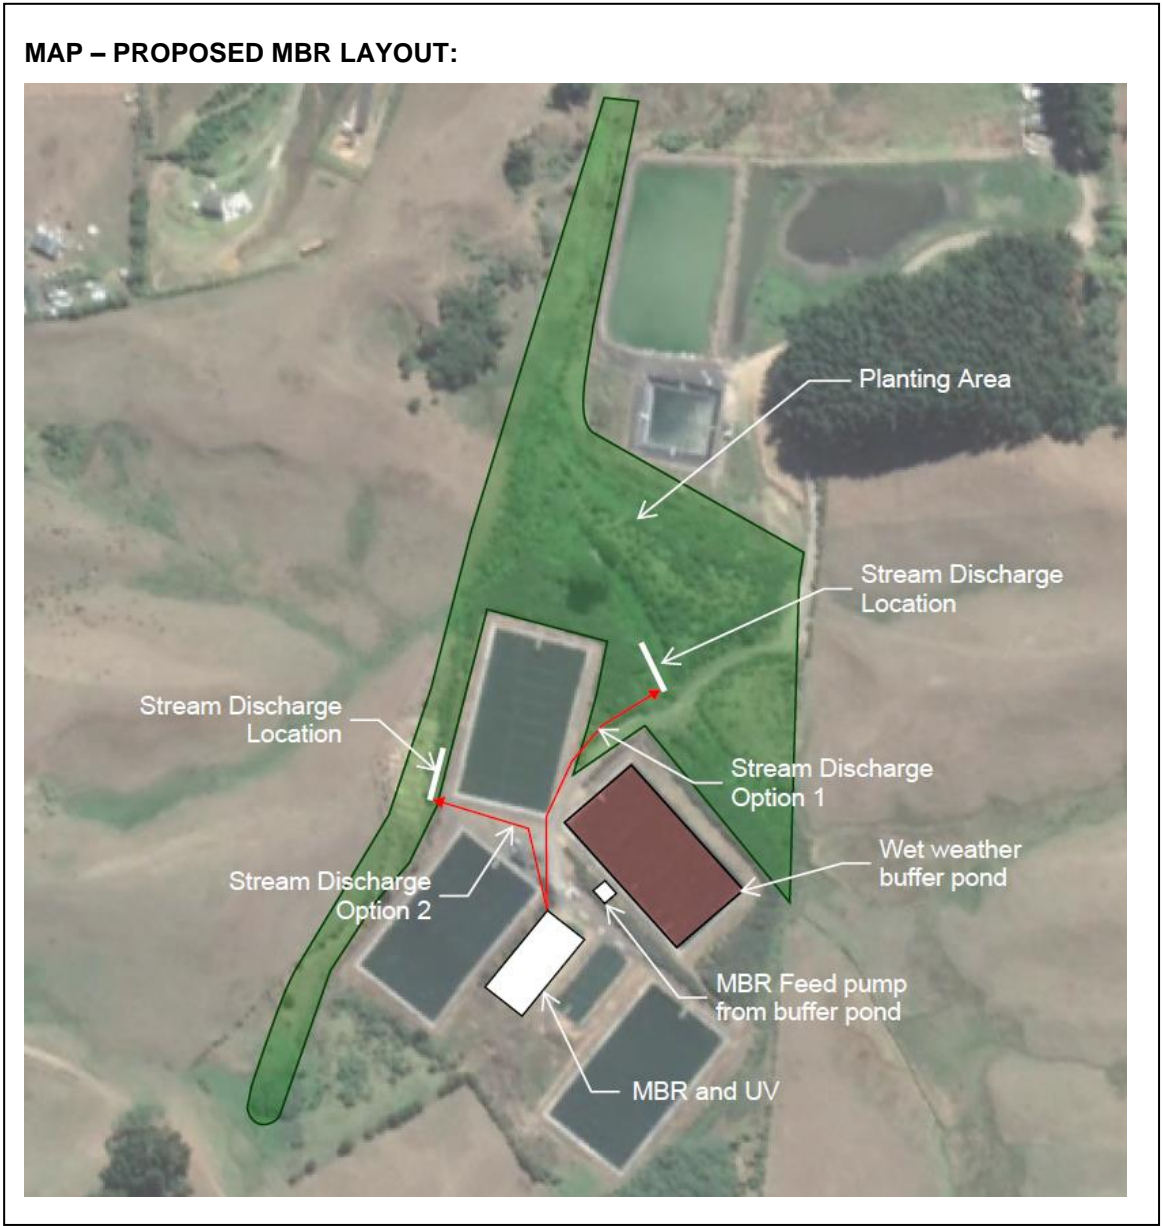 MAP – PROPOSED MBR LAYOUT:
Planting Area
Stream Discharge
Location
Stream Discharge
Location
Stream Discharge
Option 1
Wet weather
buffer pond
Stream Discharge
Option 2
MBR Feed pump
from buffer pond
MBR and UV